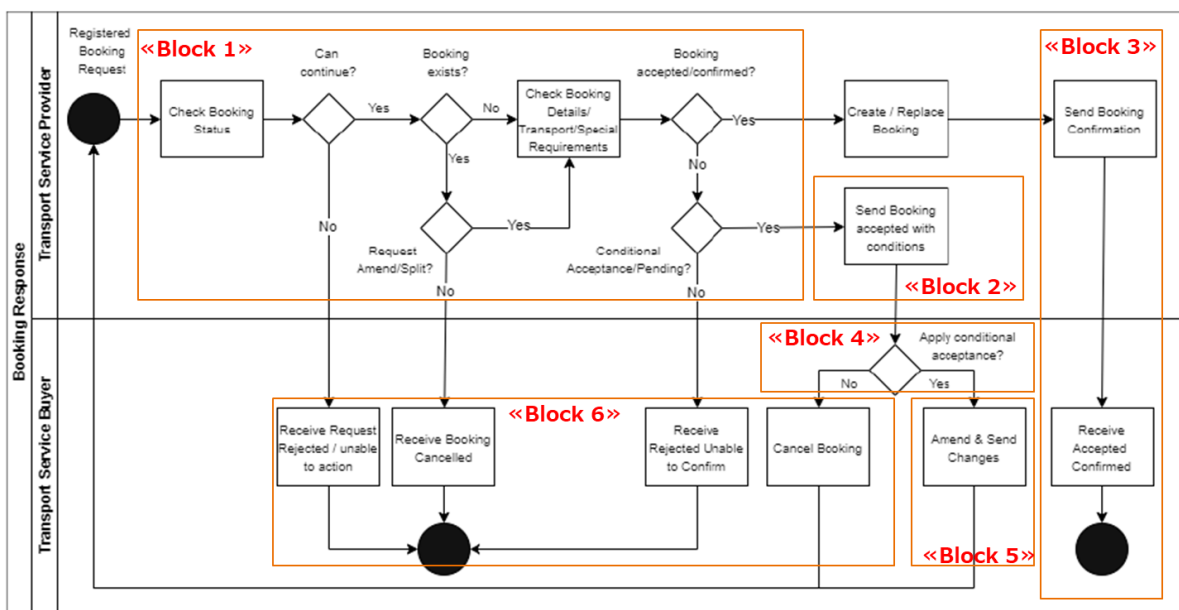 Booking Response
Transport Service Provider
Transport Service Buyer
Registered
Booking
Request
«Block 1»
Can
continue?
Booking
exists?
Booking
accepted/confirmed?
«Block 3»
Check Booking
Status
Yes
No
Check Booking
Details/
Transport/Special
Requirements
Yes
Create / Replace
Booking
Send Booking
Confirmation
Yes
No
No
Yes
Yes
Send Booking
accepted with
conditions
Request
Amend/Split?
Conditional
Acceptance/Pending?
No
No
«Block 2»
«Block 4»
Apply conditional
acceptance?
No
Yes
«Block 6»
Receive Request
Rejected / unable
to action
Receive Booking
Cancelled
Receive
Rejected Unable
to Confirm
Cancel Booking
Amend & Send
Changes
Receive
Accepted
Confirmed
«Block 5»